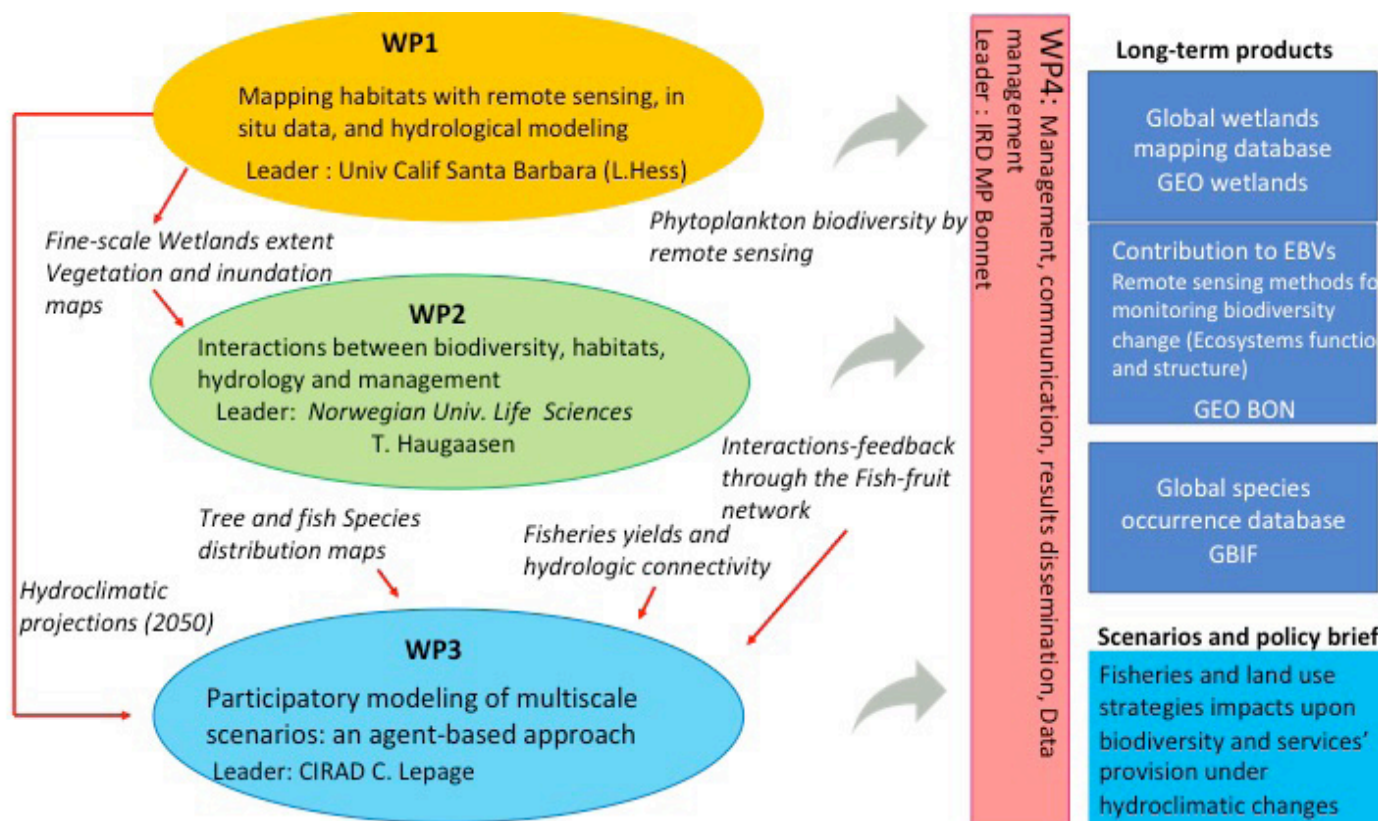 WP1
Mapping habitats with remote sensing, in
situ data, and hydrological modeling
Leader : Univ Calif Santa Barbara (L.Hess)
Fine-scale Wetlands extent
Vegetation and inundation
maps
Phytoplankton biodiversity by
remote sensing
WP2
Interactions between biodiversity, habitats,
hydrology and management
Leader: Norwegian Univ. Life Sciences
T. Haugaasen
Interactions-feedback
through the Fish-fruit
network
Tree and fish Species
distribution maps
Fisheries yields and
hydrologic connectivity
Hydroclimatic
projections (2050)
WP3
Participatory modeling of multiscale
scenarios: an agent-based approach
Leader: CIRAD C. Lepage
WP4: Management, communication, results dissemination, Data
management
Leader : IRD MP Bonnet
Long-term products
Global wetlands
mapping database
GEO wetlands
Contribution to EBVs
Remote sensing methods fo
monitoring biodiversity
change (Ecosystems functio
and structure)
GEO BON
Global species
occurrence database
GBIF
Scenarios and policy brief
Fisheries and land use
strategies impacts upon
biodiversity and services’
provision under
hydroclimatic changes